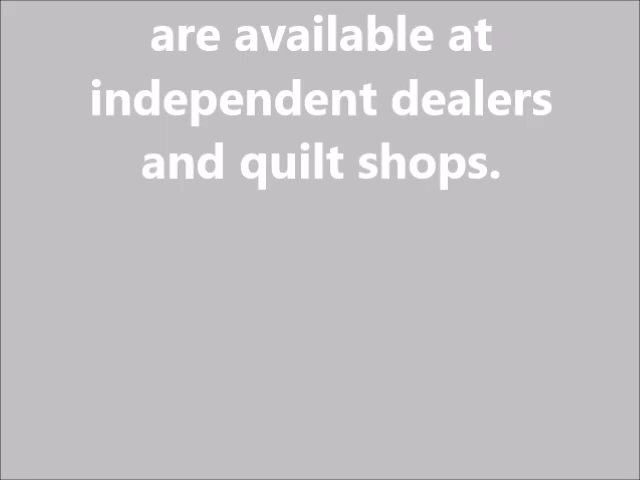 are available at
independent dealers
and quilt shops.